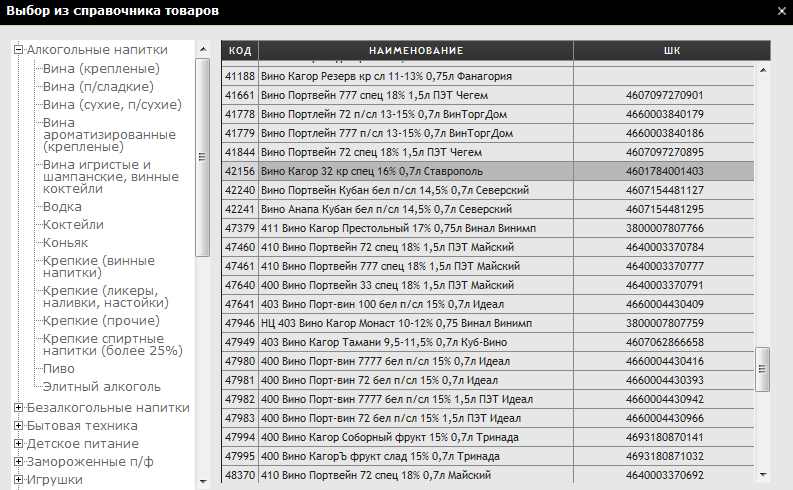 Выбор из справочника товаров
Алкогольные напитки
Вина (крепленые)
Вина (п/сладкие)
Вина (сухие, п/сухие)
Вина
ароматизированные
(крепленые)
Вина игристые и
шампанские, винные
коктейли
Водка
Коктейли
Коньяк
Крепкие (винные
напитки)
Крепкие (ликеры,
наливки, настойки)
Крепкие (прочие)
Крепкие спиртные
напитки (более 25%)
Пиво
Элитный алкоголь
Безалкогольные напитки
Бытовая техника
Детское питание
Замороженные п/ф
Игрушки
КОД НАИМЕНОВАНИЕ ШК
41188 Вино Кагор Резерв кр сл 11-13% 0,75л Фанагория
41661 Вино Портвейн 777 спец 18% 1,5л ПЭТ Чегем 4607097270901
41778 Вино Портлейн 72 п/сл 13-15% 0,7л ВинТоргДом 4660003840179
41779 Вино Портлейн 777 п/сл 13-15% 0,7л ВинТоргДом 4660003840186
41844 Вино Портвейн 72 спец 18% 1,5л ПЭТ Чегем 4607097270895
42156 Вино Кагор 32 кр спец 16% 0,7л Ставрополь 4601784001403
42240 Вино Портвейн Кубан бел п/сл 14,5% 0,7л Северский 4607154481127
42241 Вино Анапа Кубан бел п/сл 14,5% 0,7л Северский 4607154481295
47379 411 Вино Кагор Престольный 17% 0,75л Винал Винимп 3800007807766
47460 410 Вино Портвейн 72 спец 18% 1,5л ПЭТ Майский 4640003370784
47461 410 Вино Портвейн 777 спец 18% 1,5л ПЭТ Майский 4640003370777
47640 400 Вино Портвейн 33 спец 18% 1,5л ПЭТ Майский 4640003370791
47641 403 Вино Порт-вин 100 бел п/сл 15% 0,7л Идеал 4660004430409
47946 НЦ 403 Вино Кагор Монаст 10-12% 0,75 Винал Винимп 3800007807759
47949 403 Вино Кагор Тамани 9,5-11,5% 0,7л Куб-Вино 4607062866658
47980 400 Вино Порт-вин 7777 бел п/сл 15% 0,7л Идеал 4660004430416
47981 400 Вино Порт-вин 72 бел п/сл 15% 0,7л Идеал 4660004430393
47982 400 Вино Порт-вин 7777 бел п/сл 15% 1,5л ПЭТ Идеал 4660004430942
47983 400 Вино Порт-вин 72 бел п/сл 15% 1,5л ПЭТ Идеал 4660004430966
47994 400 Вино Кагор Соборный фрукт 15% 0,7л Тринада 4693180870141
47995 400 Вино КагорЪ фрукт слад 15% 0,7л Тринада 4693180871032
48370 410 Вино Портвейн 72 спец 18% 0,7л Майский 4640003370692